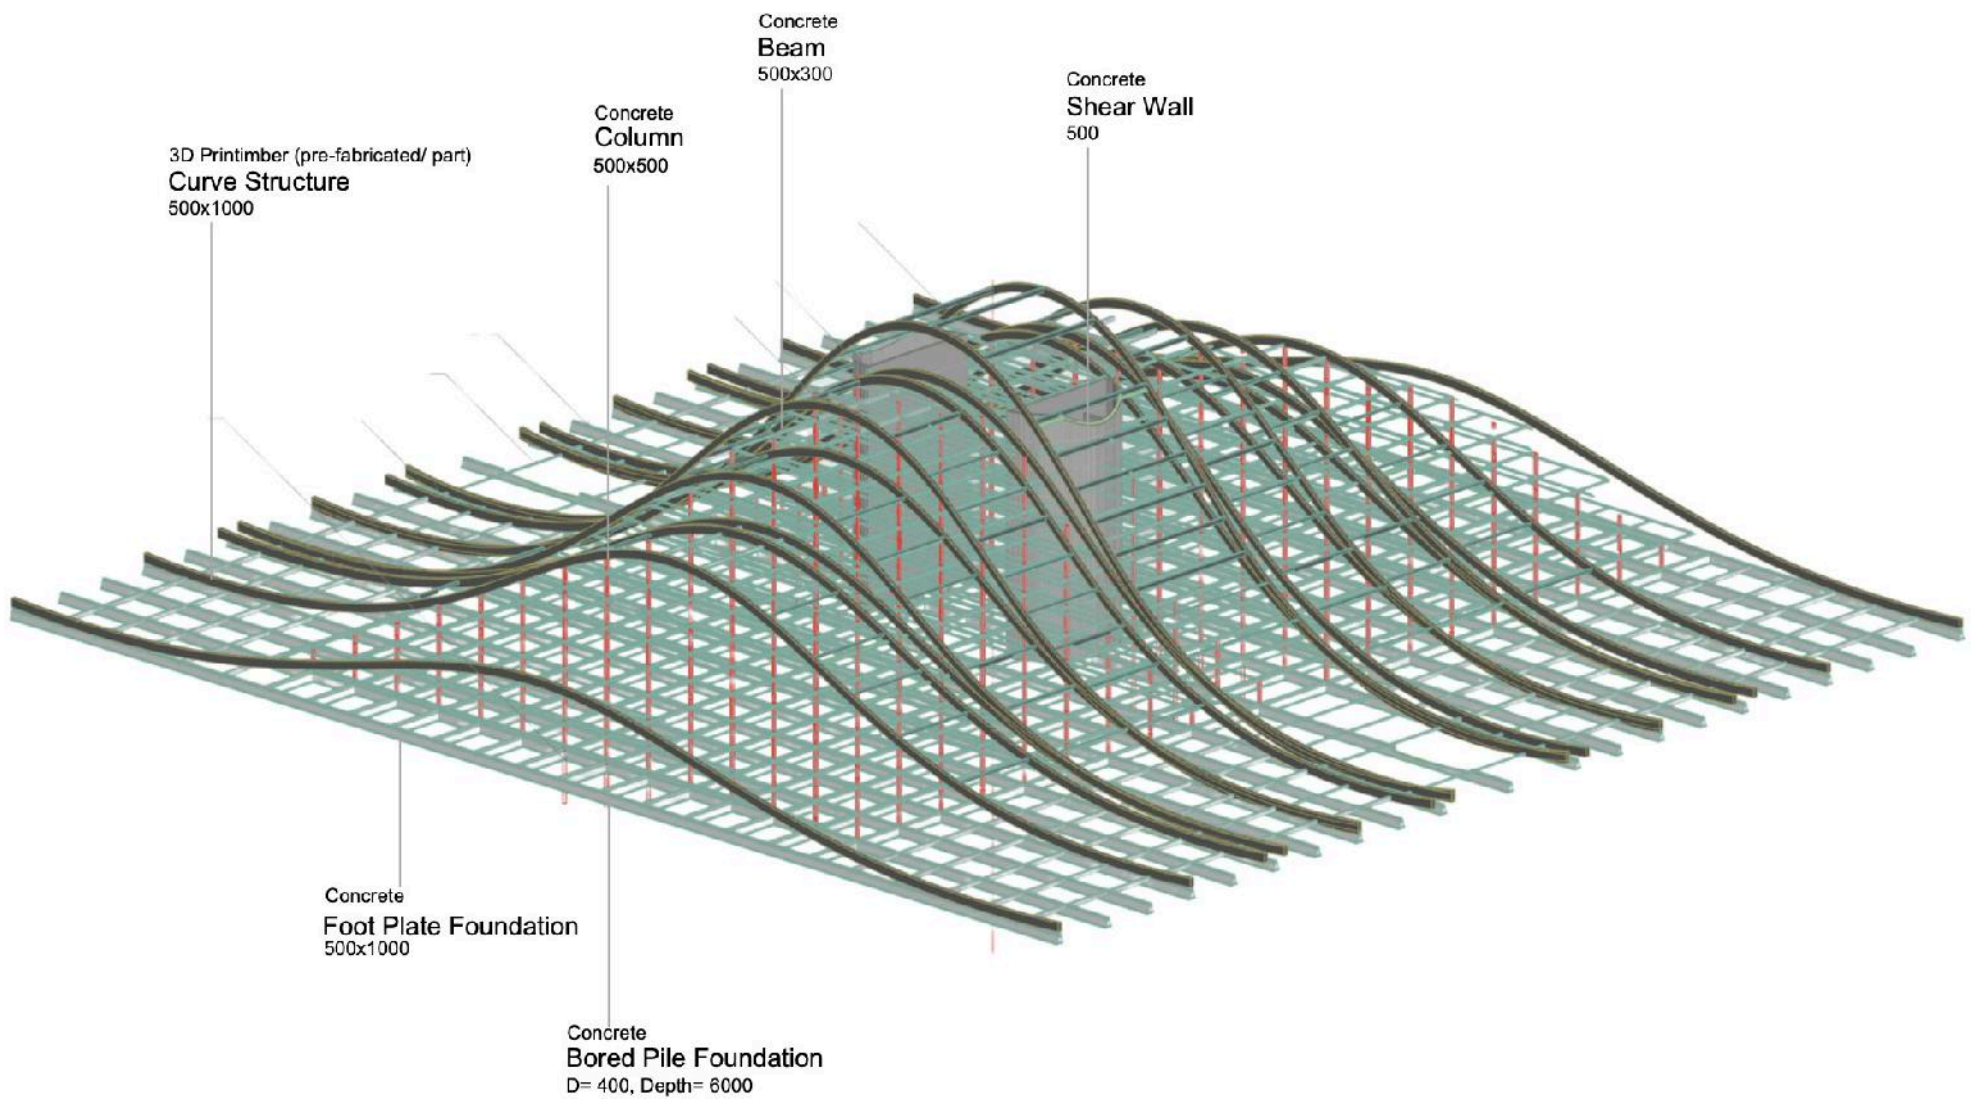 Concrete
Beam
500x300
Concrete
Shear Wall
500
Concrete
Column
500x500
3D Printimber (pre-fabricated/ part)
Curve Structure
500x1000
Concrete
Foot Plate Foundation
500x1000
Concrete
Bored Pile Foundation
D= 400, Depth= 6000